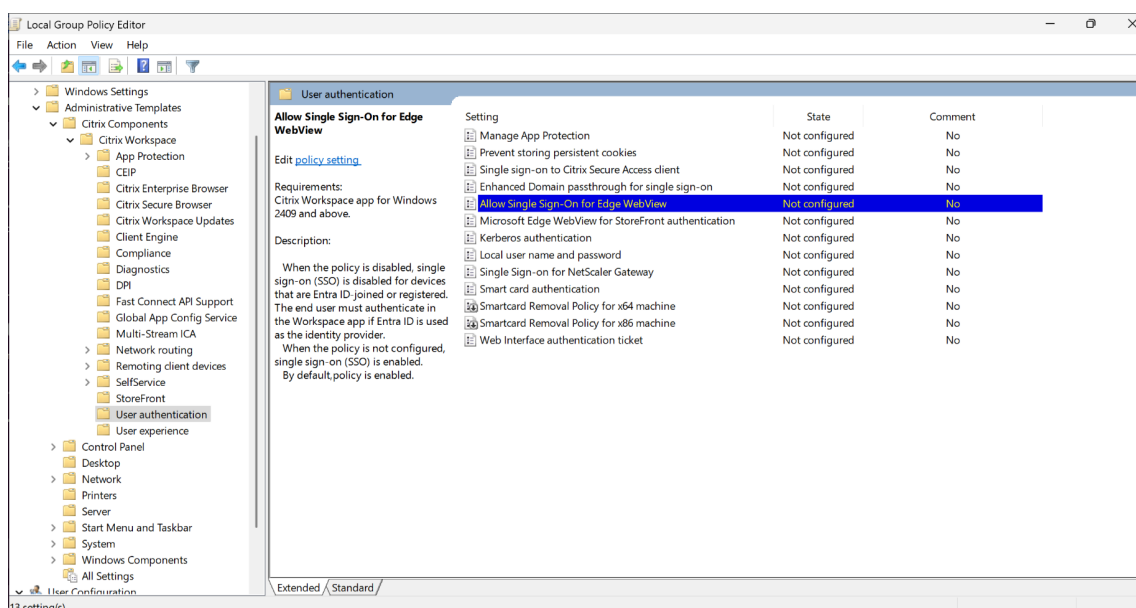 Local Group Policy Editor
File Action View Help
Windows Settings
Administrative Templates
Citrix Components
Citrix Workspace
App Protection
CEIP
Citrix Enterprise Browser
Citrix Secure Browser
Citrix Workspace Updates
Client Engine
Compliance
Diagnostics
DPI
Fast Connect API Support
Global App Config Service
Multi-Stream ICA
Network routing
Remoting client devices
SelfService
StoreFront
User authentication
User experience
Control Panel
Desktop
Network
Printers
Server
Start Menu and Taskbar
System
Windows Components
All Settings
User Configuration
User authentication
Allow Single Sign-On for Edge
WebView
Edit policy setting
Requirements:
Citrix Workspace app for Windows
2409 and above.
Description:
When the policy is disabled, single
sign-on (SSO) is disabled for devices
that are Entra ID-joined or registered.
The end user must authenticate in
the Workspace app if Entra ID is used
as the identity provider.
When the policy is not configured,
single sign-on (SSO) is enabled.
By default,policy is enabled.
Setting State Comment
Manage App Protection Not configured No
Prevent storing persistent cookies Not configured No
Single sign-on to Citrix Secure Access client Not configured No
Enhanced Domain passthrough for single sign-on Not configured No
Allow Single Sign-On for Edge WebView Not configured No
Microsoft Edge WebView for StoreFront authentication Not configured No
Kerberos authentication Not configured No
Local user name and password Not configured No
Single Sign-on for NetScaler Gateway Not configured No
Smart card authentication Not configured No
Smartcard Removal Policy for x64 machine Not configured No
Smartcard Removal Policy for x86 machine Not configured No
Web Interface authentication ticket Not configured No
Extended Standard
13 setting(s)